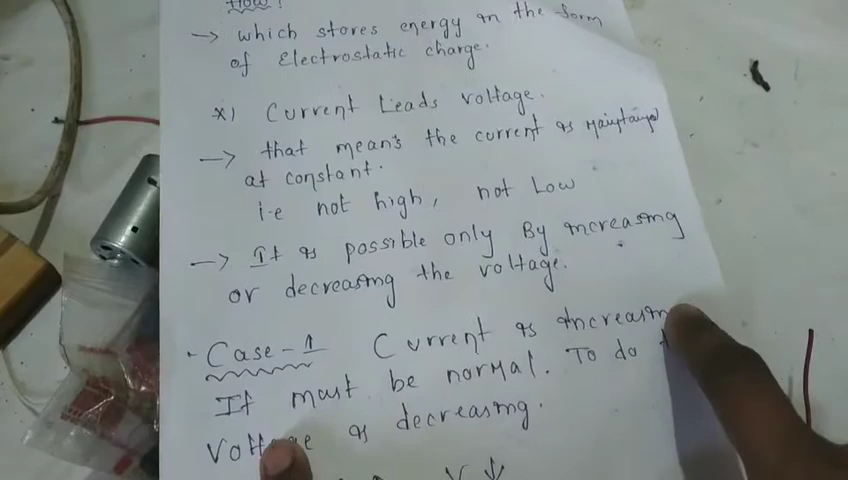 How?
→ which stores energy in the form
of Electrostatic charge.
*) Current Leads voltage.
→ that means the current is Maintained
at constant.
i.e not high, not Low
→ It is possible only By increasing
or decreasing the voltage.
Case-1 Current is increasin
It must be normal. To do
Voltage is decreasing.
V↓